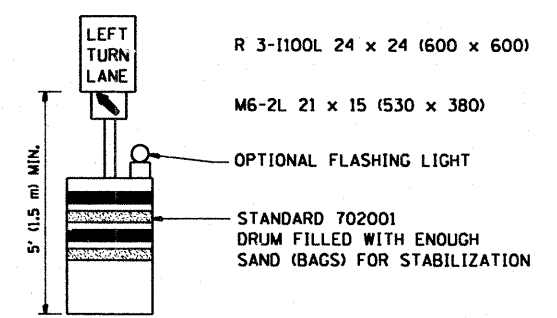 LEFT
TURN
LANE
R 3-I100L 24 x 24 (600 x 600)
M6-2L 21 x 15 (530 x 380)
OPTIONAL FLASHING LIGHT
5' (1.5 m) MIN.
STANDARD 702001
DRUM FILLED WITH ENOUGH
SAND (BAGS) FOR STABILIZATION